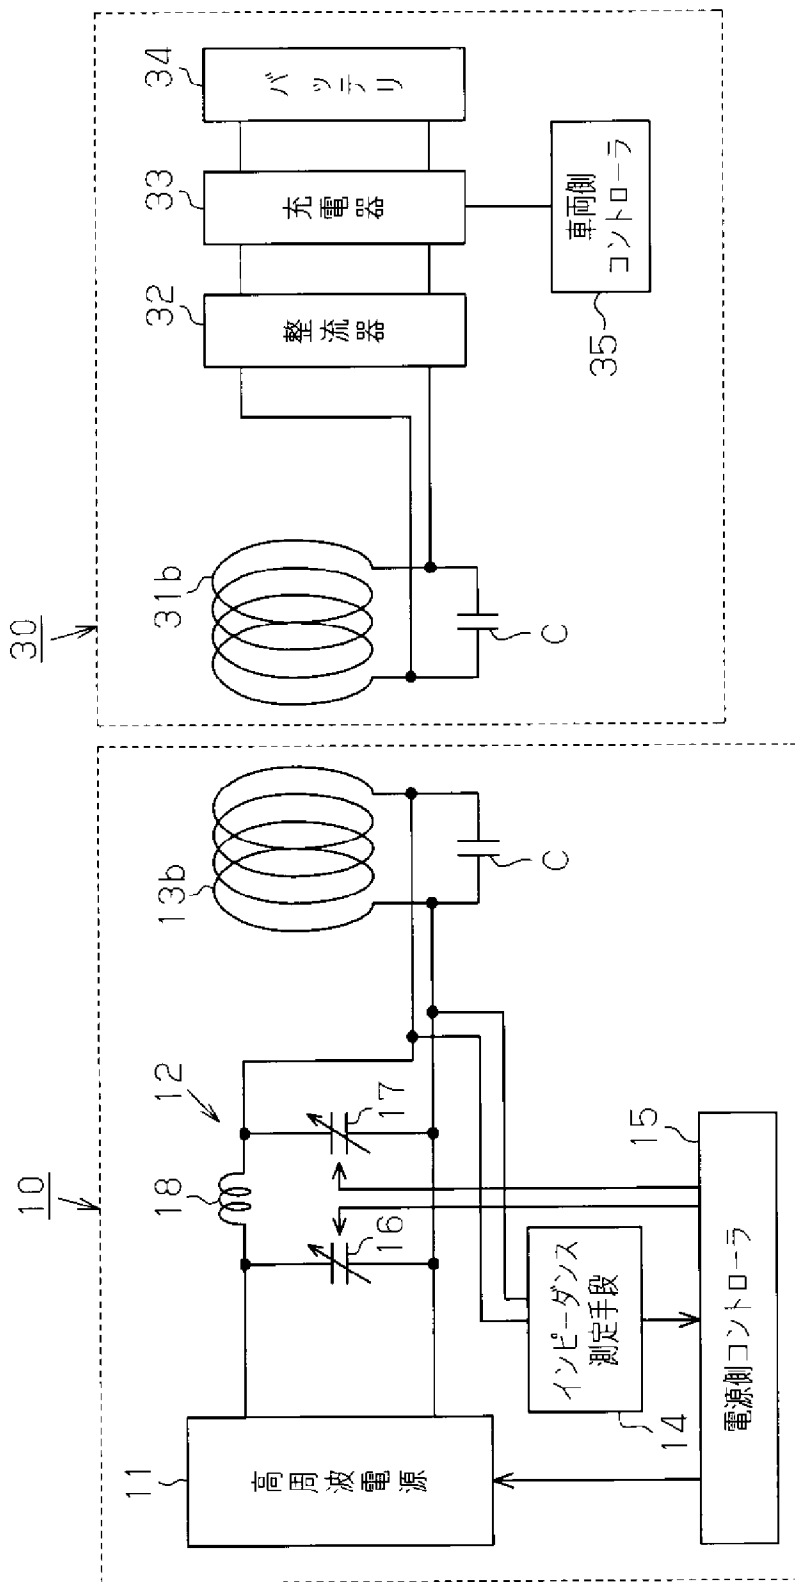 10
11
高周波電源
12
18
16
17
13b
C
インピーダンス
測定手段
14
15
電源側コントローラ
30
31b
C
32
整流器
33
充電器
34
バッテリ
車両側
コントローラ
35